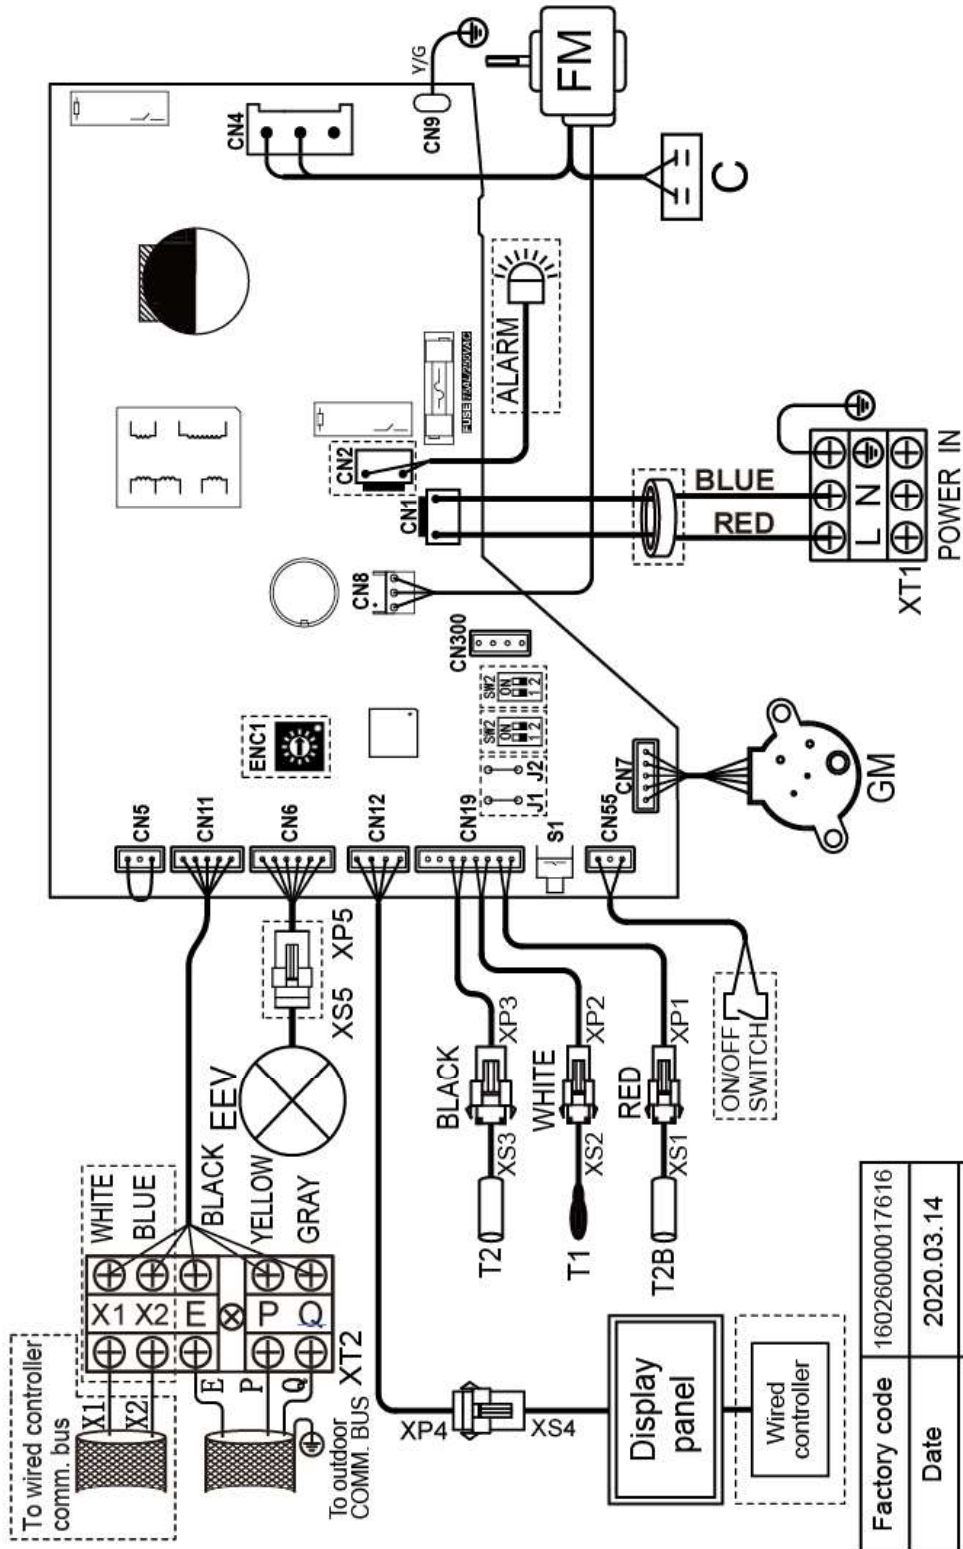 CN4
Y/G
CN9
FM
C
ALARM
FUSE T5AL/250VAC
CN2
CN1
BLUE
RED
L N
XT1
POWER IN
CN8
CN300
ENC1
SW2
ON
1 2
SW2
ON
1 2
J1
J2
CN5
CN11
CN6
CN12
CN19
S1
CN55
CN7
GM
XP5
XS5
EEV
WHITE
BLUE
BLACK
YELLOW
GRAY
X1 X2 E P Q
XT2
To wired controller
comm. bus
X1
X2
E
P
Q
To outdoor
COMM. BUS
BLACK
XP3
XS3
T2
WHITE
XP2
XS2
T1
RED
XP1
XS1
T2B
ON/OFF
SWITCH
XP4
XS4
Display
panel
Wired
controller
Factory code 16026000017616
Date 2020.03.14